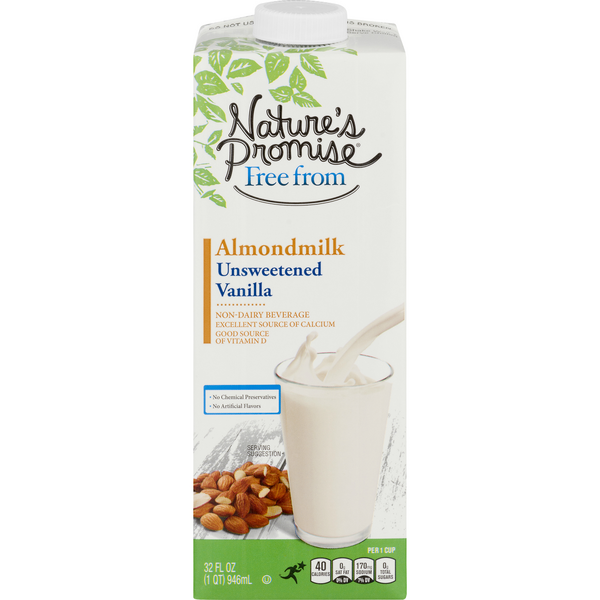 Nature's
Promise®
Free from
Almondmilk
Unsweetened
Vanilla
NON-DAIRY BEVERAGE
EXCELLENT SOURCE OF CALCIUM
GOOD SOURCE
OF VITAMIN D
• No Chemical Preservatives
• No Artificial Flavors
SERVING
SUGGESTION
PER 1 CUP
32 FL OZ
(1 QT) 946mL
40
CALORIES
0g
SAT FAT
0% DV
170mg
SODIUM
7% DV
0g
TOTAL
SUGARS